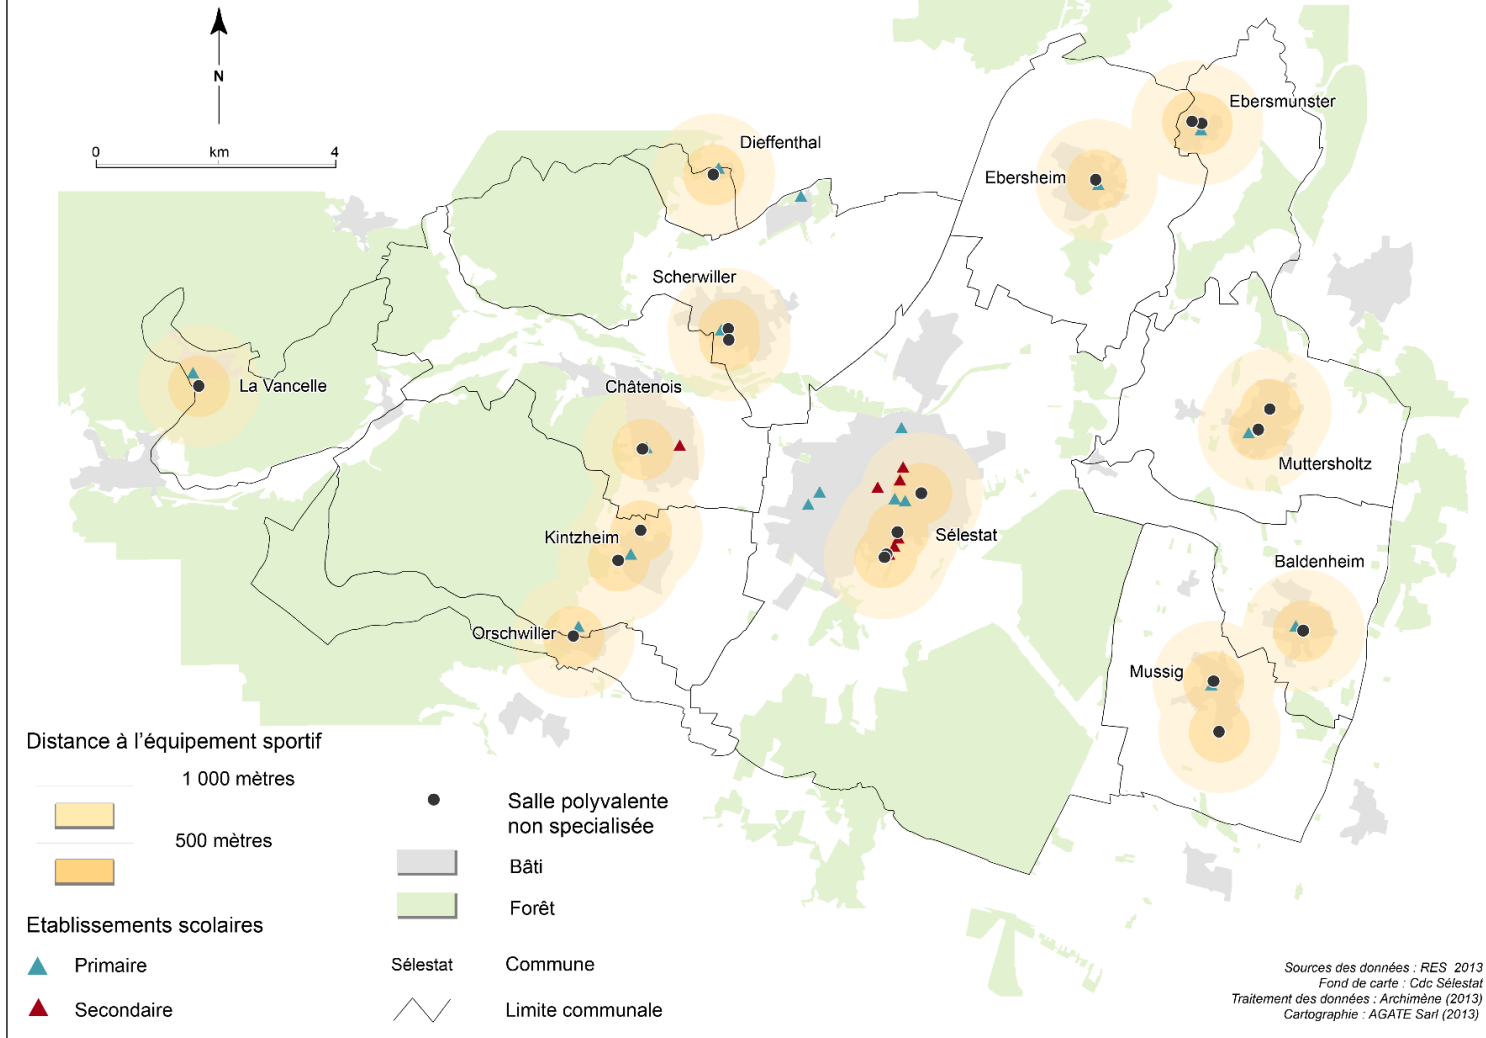 N
0 km 4
Ebersmunster
Dieffenthal
Ebersheim
Scherwiller
La Vancelle
Châtenois
Muttersholtz
Sélestat
Kintzheim
Baldenheim
Orschwiller
Mussig
Distance à l'équipement sportif
1 000 mètres
500 mètres
Etablissements scolaires
Primaire
Secondaire
Salle polyvalente
non specialisée
Bâti
Forêt
Sélestat Commune
Limite communale
Sources des données : RES 2013
Fond de carte : Cdc Sélestat
Traitement des données : Archimène (2013)
Cartographie : AGATE Sarl (2013)